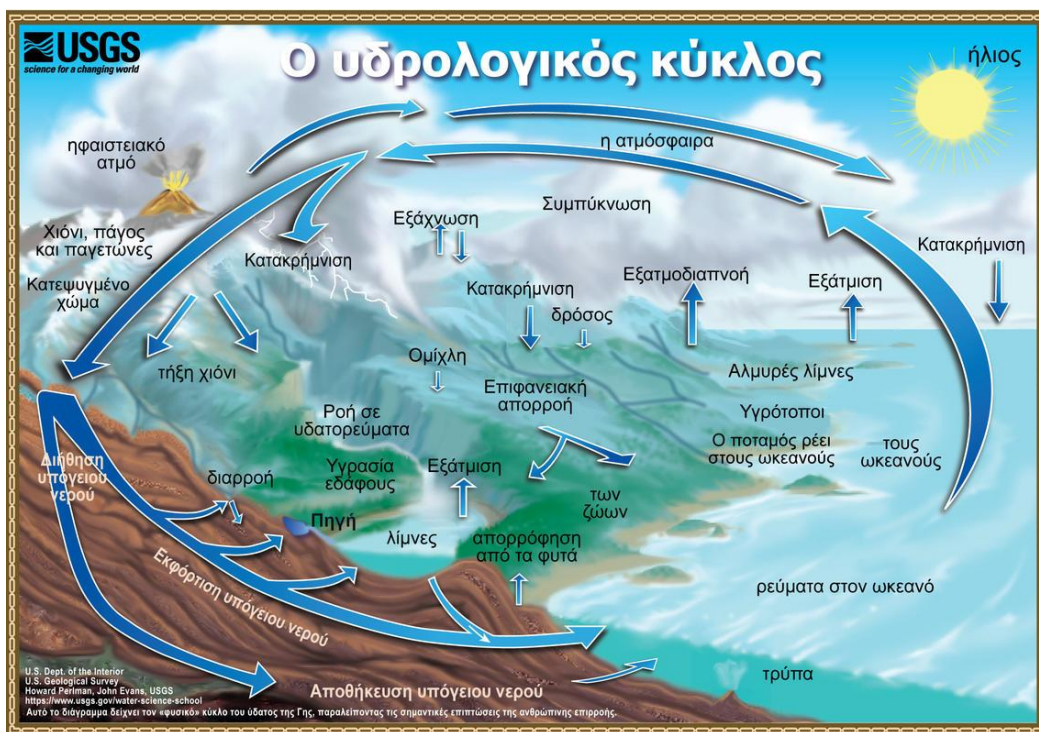 USGS
science for a changing world
Ο υδρολογικός κύκλος
ήλιος
ηφαιστειακό
ατμό
η ατμόσφαιρα
Χιόνι, πάγος
και παγετώνες
Κατεψυγμένο
χώμα
Κατακρήμνιση
Εξάχνωση
Συμπύκνωση
Κατακρήμνιση
Εξατμοδιαπνοή
Εξάτμιση
Κατακρήμνιση
δρόσος
τήξη χιόνι
Ομίχλη
Επιφανειακή
απορροή
Αλμυρές λίμνες
Υγρότοποι
Ο ποταμός ρέει
στους ωκεανούς
τους
ωκεανούς
Ροή σε
υδατορεύματα
Διήθηση
υπόγειου
νερού
διαρροή
Υγρασία
εδάφους
Εξάτμιση
των
ζώων
Πηγή
λίμνες
απορρόφηση
από τα φυτά
Εκφόρτιση υπόγειου νερού
ρεύματα στον ωκεανό
τρύπα
Αποθήκευση υπόγειου νερού
U.S. Dept. of the Interior
U.S. Geological Survey
Howard Perlman, John Evans, USGS
https://www.usgs.gov/water-science-school
Αυτό το διάγραμμα δείχνει τον «φυσικό» κύκλο του ύδατος της Γης, παραλείποντας τις σημαντικές επιπτώσεις της ανθρώπινης επιρροής.